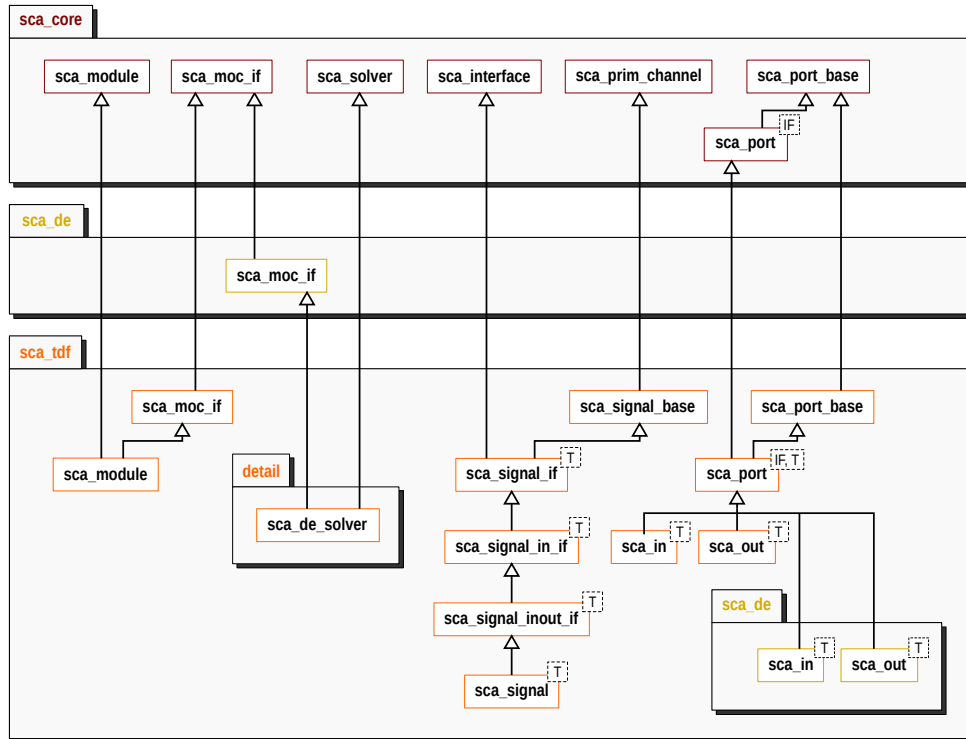 sca_core
sca_module
sca_moc_if
sca_solver
sca_interface
sca_prim_channel
sca_port_base
IF
sca_port
sca_de
sca_moc_if
sca_tdf
sca_moc_if
sca_signal_base
sca_port_base
sca_module
detail
T
sca_signal_if
IF, T
sca_port
sca_de_solver
T
sca_signal_in_if
T
sca_in
T
sca_out
T
sca_signal_inout_if
sca_de
T
sca_in
T
sca_out
T
sca_signal